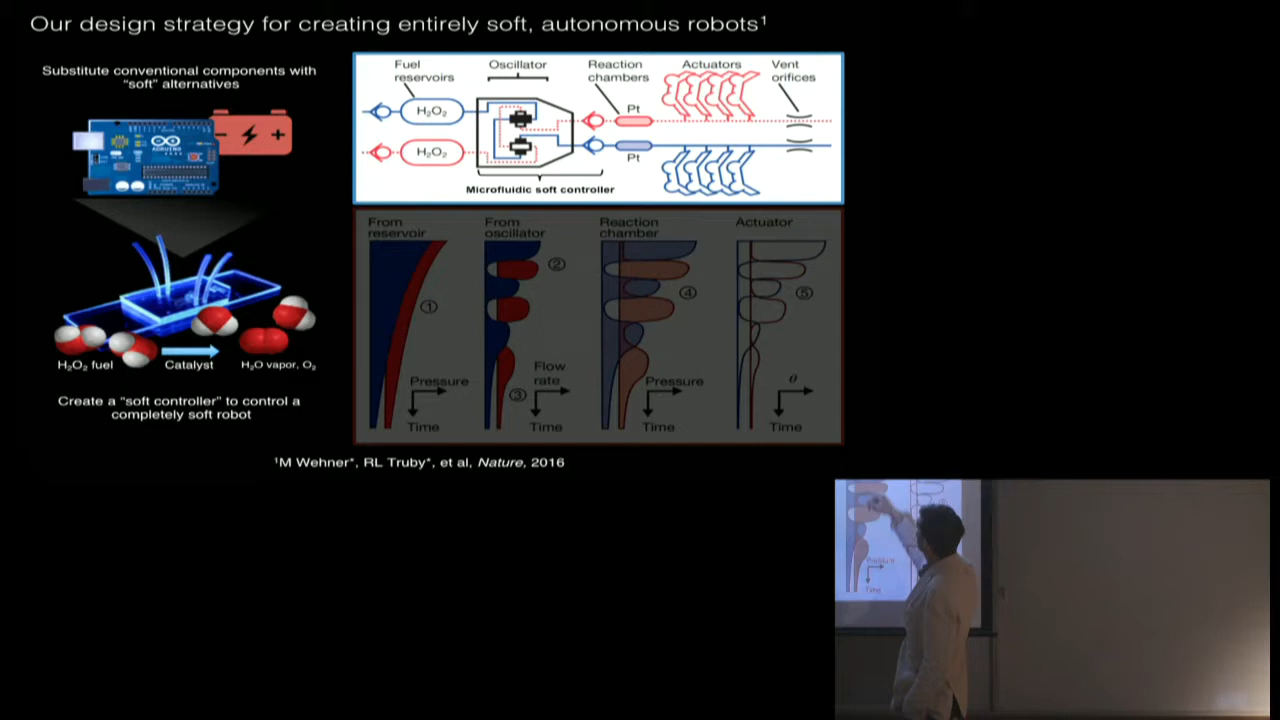 Our design strategy for creating entirely soft, autonomous robots¹
Substitute conventional components with
"soft" alternatives
ARDUINO
H₂O₂ fuel
Catalyst
H₂O vapor, O₂
Create a "soft controller" to control a
completely soft robot
Fuel
reservoirs
Oscillator
Reaction
chambers
Actuators
Vent
orifices
H₂O₂
H₂O₂
Pt
Pt
Microfluidic soft controller
From
reservoir
From
oscillator
Reaction
chamber
Actuator
①
②
③
④
⑤
Pressure
Time
Flow
rate
Time
Pressure
Time
θ
Time
¹M Wehner*, RL Truby*, et al, Nature, 2016
Pressure
Time